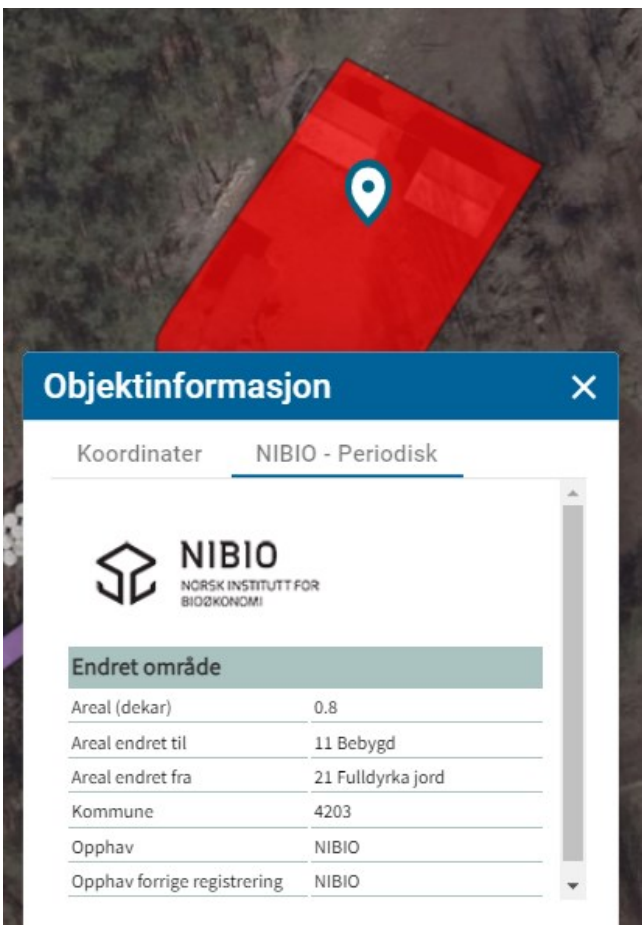 Objektinformasjon
Koordinater NIBIO - Periodisk
NIBIO
NORSK INSTITUTT FOR
BIOØKONOMI
Endret område
Areal (dekar) 0.8
Areal endret til 11 Bebygd
Areal endret fra 21 Fulldyrka jord
Kommune 4203
Opphav NIBIO
Opphav forrige registrering NIBIO